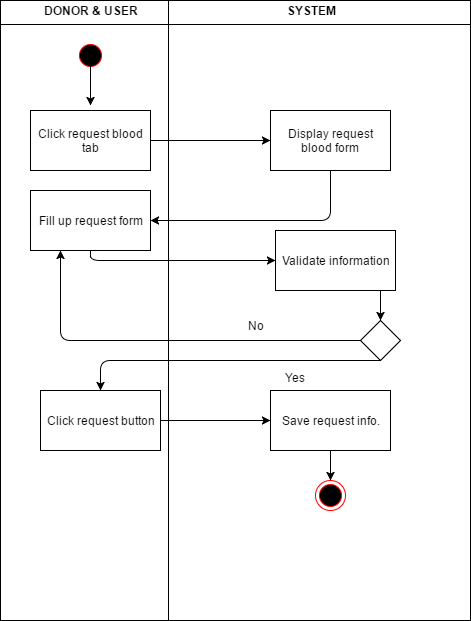 DONOR & USER
SYSTEM
Click request blood
tab
Display request
blood form
Fill up request form
Validate information
No
Yes
Click request button
Save request info.